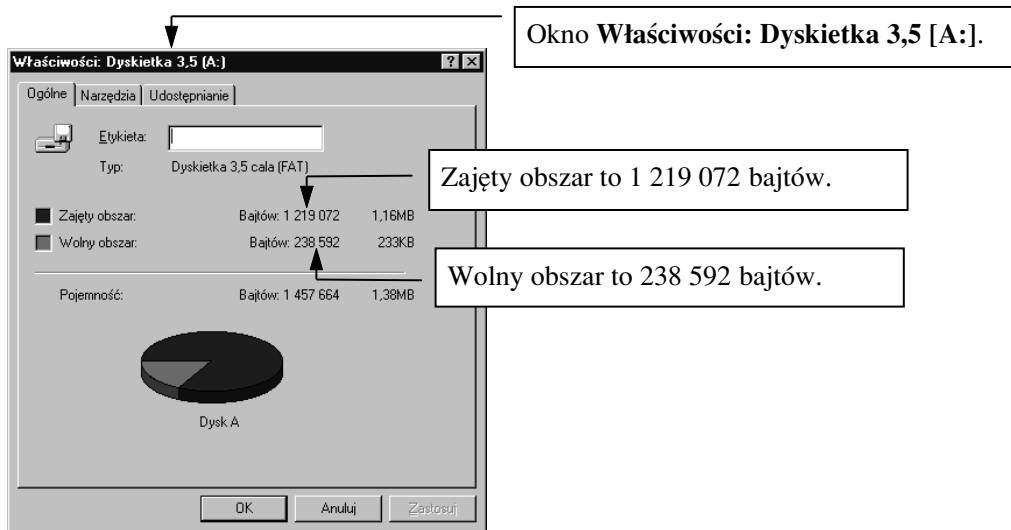 Okno Właściwości: Dyskietka 3,5 [A:].
Właściwości: Dyskietka 3,5 (A:)
Ogólne Narzędzia Udostępnianie
Etykieta:
Typ: Dyskietka 3,5 cala (FAT)
Zajęty obszar to 1 219 072 bajtów.
Zajęty obszar: Bajtów: 1 219 072 1,16MB
Wolny obszar: Bajtów: 238 592 233KB
Wolny obszar to 238 592 bajtów.
Pojemność: Bajtów: 1 457 664 1,38MB
Dysk A
OK Anuluj Zastosuj